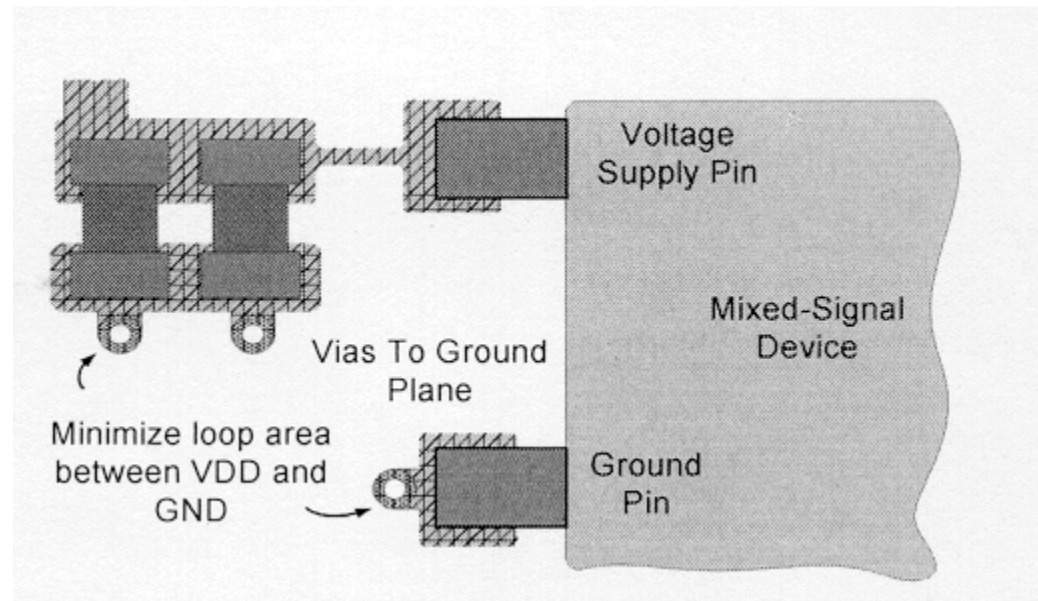 Voltage
Supply Pin
Mixed-Signal
Device
Vias To Ground
Plane
Minimize loop area
between VDD and
GND
Ground
Pin